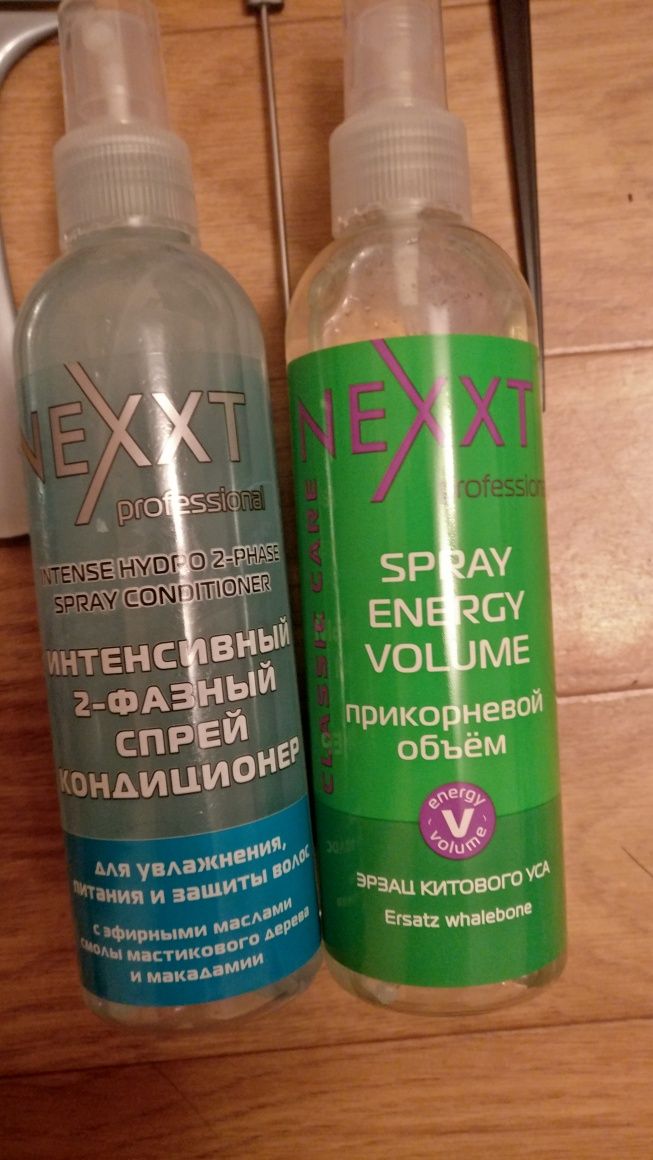 NEXXT
professional
INTENSE HYDRO 2-PHASE
SPRAY CONDITIONER
ИНТЕНСИВНЫЙ
2-ФАЗНЫЙ
СПРЕЙ
КОНДИЦИОНЕР
для увлажнения,
питания и защиты волос
с эфирными маслами
смолы мастикового дерева
и макадамии
CLASSIC CARE
NEXXT
professional
SPRAY
ENERGY
VOLUME
прикорневой
объём
energy
V
volume
ЭРЗАЦ КИТОВОГО УСА
Ersatz whalebone